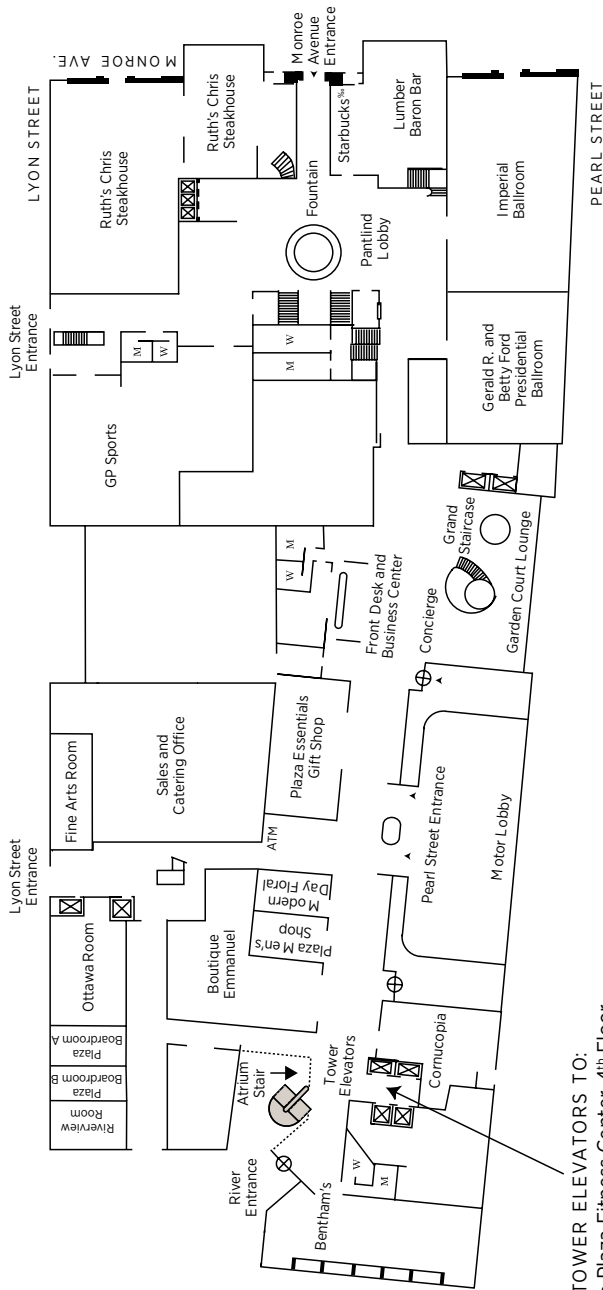 LYON STREET
MONROE AVE.
Ruth's Chris
Steakhouse
Ruth's Chris
Steakhouse
Monroe
Avenue
Entrance
Starbucks‰
Lumber
Baron Bar
Imperial
Ballroom
PEARL STREET
Fountain
Pantlind
Lobby
Lyon Street
Entrance
M
W
W
M
GP Sports
Gerald R. and
Betty Ford
Presidential
Ballroom
M
W
Front Desk and
Business Center
Grand
Staircase
Garden Court Lounge
Concierge
Fine Arts Room
Sales and
Catering Office
Plaza Essentials
Gift Shop
ATM
Pearl Street Entrance
Motor Lobby
Lyon Street
Entrance
Ottawa Room
Plaza
Boardroom A
Plaza
Boardroom B
Riverview
Room
Boutique
Emmanuel
Modern
Day Floral
Plaza Men's
Shop
Atrium
Stair
Tower
Elevators
Cornucopia
River
Entrance
Bentham's
W
M
TOWER ELEVATORS TO:
Plaza Fitness Center, 4th Floor